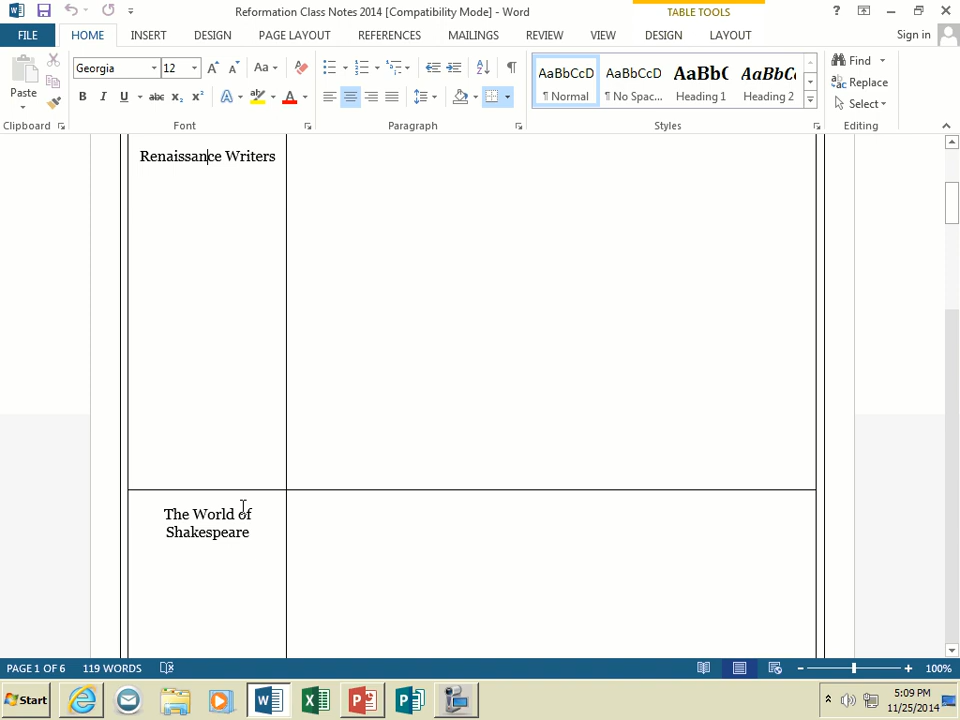 Reformation Class Notes 2014 [Compatibility Mode] - Word
TABLE TOOLS
?
FILE HOME INSERT DESIGN PAGE LAYOUT REFERENCES MAILINGS REVIEW VIEW DESIGN LAYOUT Sign in
Georgia 12 Aa
Paste
B I U abc x₂ x² A A
AaBbCcD AaBbCcD AaBbC AaBbC
¶ Normal ¶ No Spac... Heading 1 Heading 2
Find
Replace
Select
Clipboard Font Paragraph Styles Editing
Renaissance Writers
The World of
Shakespeare
PAGE 1 OF 6 119 WORDS 100%
Start
5:09 PM
11/25/2014